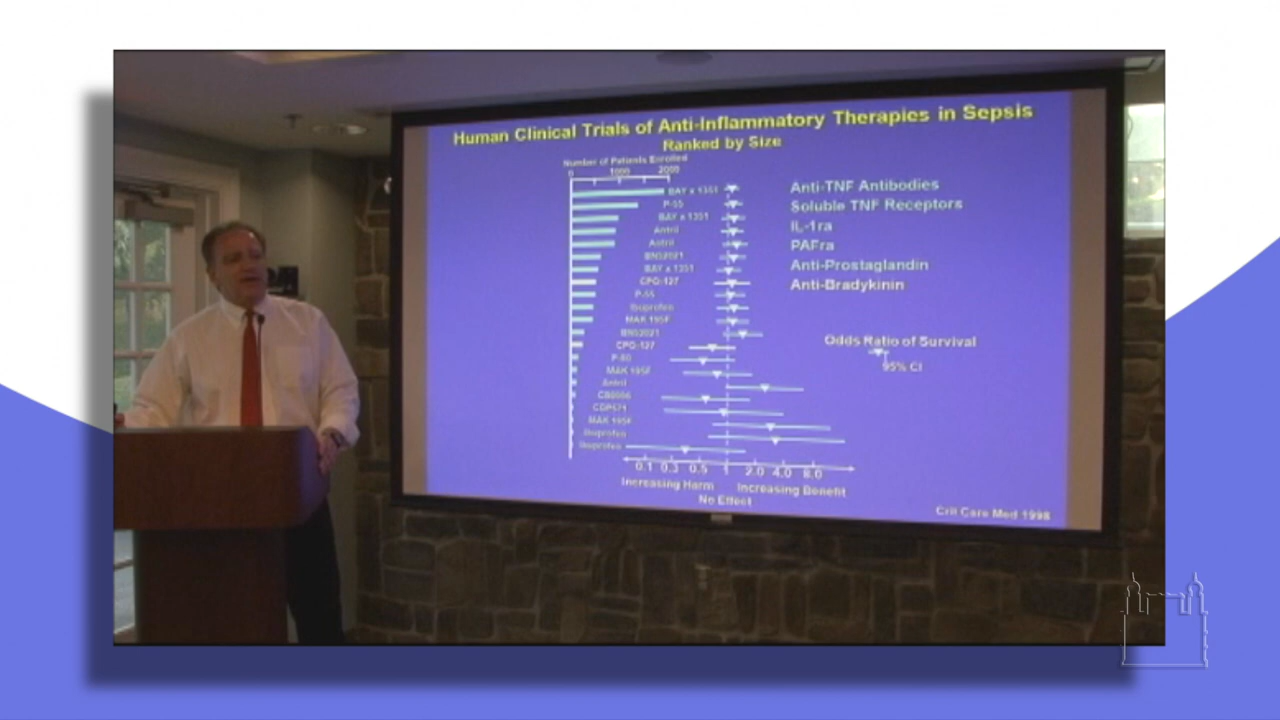 Human Clinical Trials of Anti-Inflammatory Therapies in Sepsis
Ranked by Size
Number of Patients Enrolled
0 1000 2000
BAY x 1351
P-55
BAY x 1351
Antril
Antril
BN52021
BAY x 1351
CPG-127
P-55
Ibuprofen
MAK 195F
BN52021
CPG-127
P-80
MAK 195F
Antril
CB0006
CDP571
MAK 195F
Ibuprofen
Ibuprofen
Anti-TNF Antibodies
Soluble TNF Receptors
IL-1ra
PAFra
Anti-Prostaglandin
Anti-Bradykinin
Odds Ratio of Survival
95% CI
0.1 0.3 0.5 1 2.0 4.0 8.0
Increasing Harm Increasing Benefit
No Effect
Crit Care Med 1998